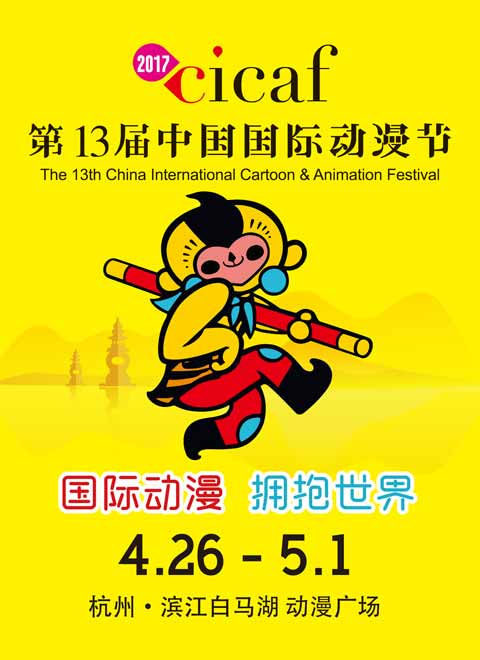 2017
cicaf
第13届中国国际动漫节
The 13th China International Cartoon & Animation Festival
国际动漫 拥抱世界
4.26 - 5.1
杭州·滨江白马湖 动漫广场